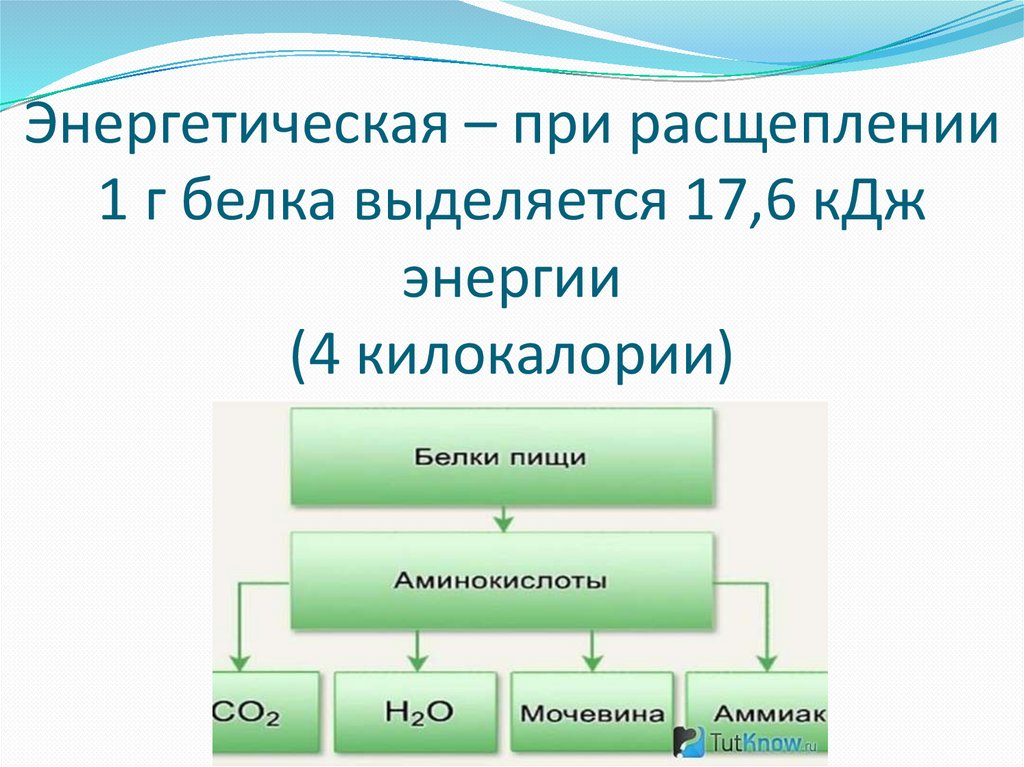 Энергетическая – при расщеплении
1 г белка выделяется 17,6 кДж
энергии
(4 килокалории)
Белки пищи
Аминокислоты
CO₂
H₂O
Мочевина
Аммиак
TutKnow.ru